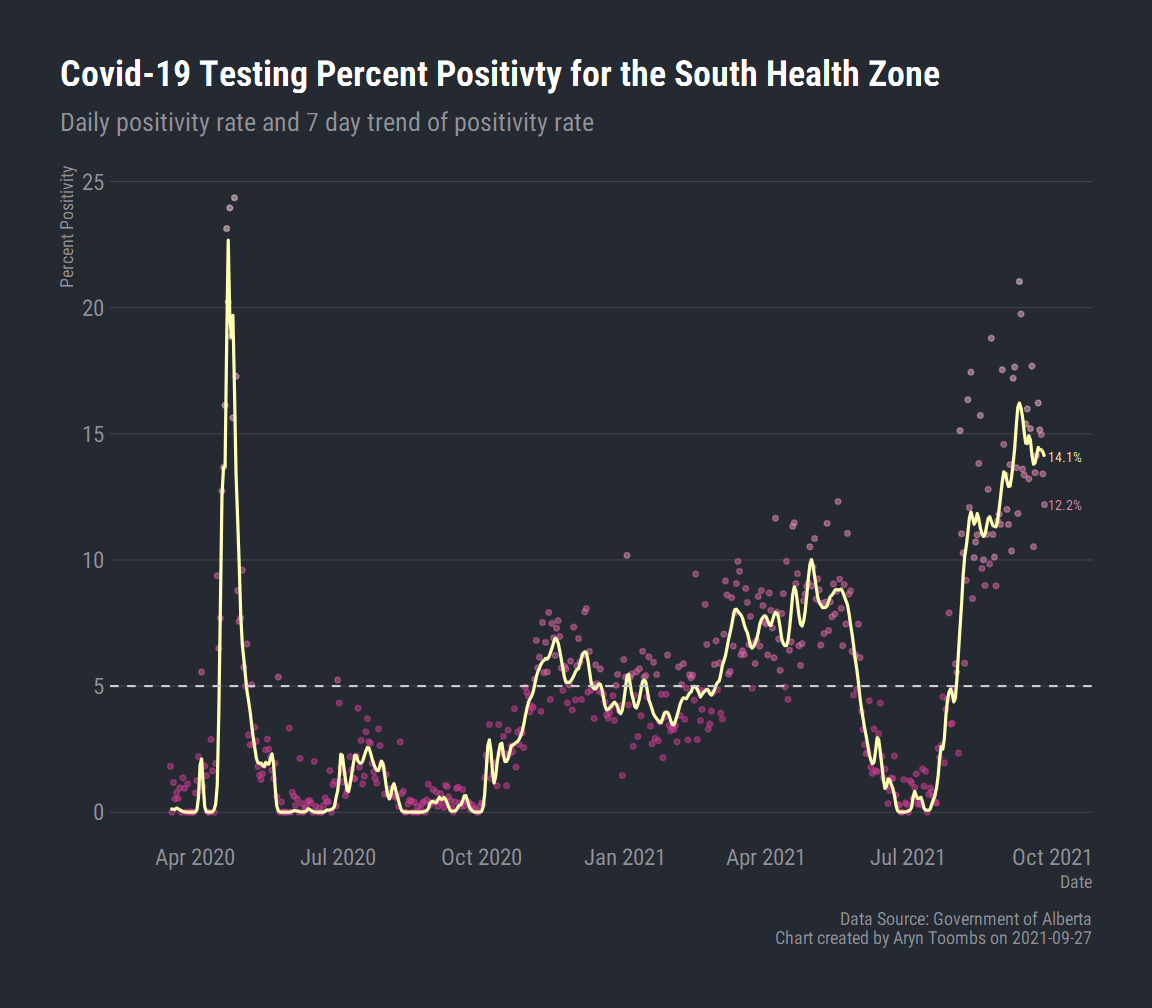 Covid-19 Testing Percent Positivty for the South Health Zone
Daily positivity rate and 7 day trend of positivity rate
Percent Positivity
25
20
15
10
5
0
14.1%
12.2%
Apr 2020
Jul 2020
Oct 2020
Jan 2021
Apr 2021
Jul 2021
Oct 2021
Date
Data Source: Government of Alberta
Chart created by Aryn Toombs on 2021-09-27